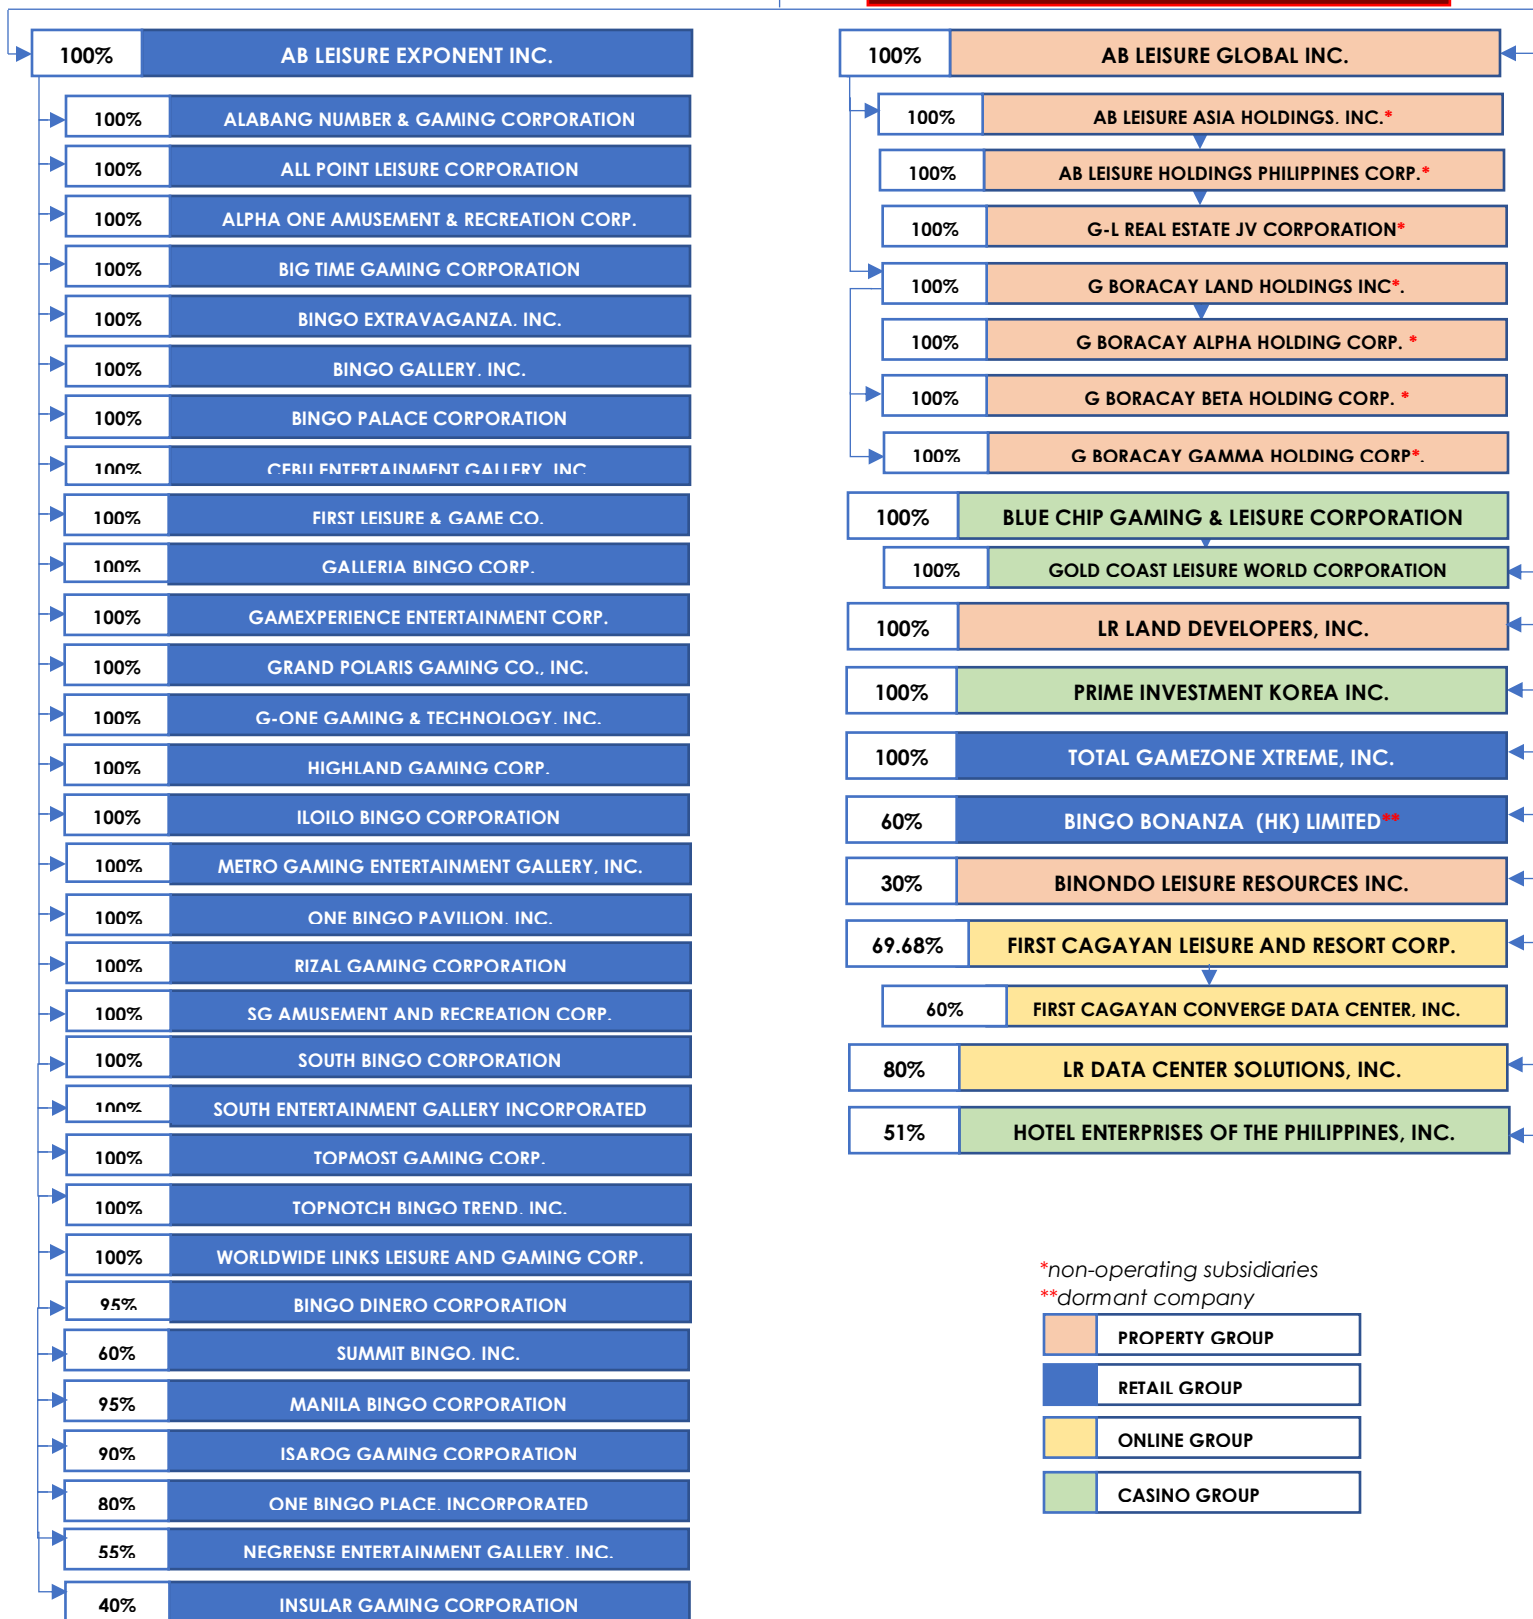 100% AB LEISURE EXPONENT INC.
100% ALABANG NUMBER & GAMING CORPORATION
100% ALL POINT LEISURE CORPORATION
100% ALPHA ONE AMUSEMENT & RECREATION CORP.
100% BIG TIME GAMING CORPORATION
100% BINGO EXTRAVAGANZA. INC.
100% BINGO GALLERY. INC.
100% BINGO PALACE CORPORATION
100% CEBU ENTERTAINMENT GALLERY. INC
100% FIRST LEISURE & GAME CO.
100% GALLERIA BINGO CORP.
100% GAMEXPERIENCE ENTERTAINMENT CORP.
100% GRAND POLARIS GAMING CO., INC.
100% G-ONE GAMING & TECHNOLOGY. INC.
100% HIGHLAND GAMING CORP.
100% ILOILO BINGO CORPORATION
100% METRO GAMING ENTERTAINMENT GALLERY, INC.
100% ONE BINGO PAVILION. INC.
100% RIZAL GAMING CORPORATION
100% SG AMUSEMENT AND RECREATION CORP.
100% SOUTH BINGO CORPORATION
100% SOUTH ENTERTAINMENT GALLERY INCORPORATED
100% TOPMOST GAMING CORP.
100% TOPNOTCH BINGO TREND. INC.
100% WORLDWIDE LINKS LEISURE AND GAMING CORP.
95% BINGO DINERO CORPORATION
60% SUMMIT BINGO. INC.
95% MANILA BINGO CORPORATION
90% ISAROG GAMING CORPORATION
80% ONE BINGO PLACE. INCORPORATED
55% NEGRENSE ENTERTAINMENT GALLERY. INC.
40% INSULAR GAMING CORPORATION
100% AB LEISURE GLOBAL INC.
100% AB LEISURE ASIA HOLDINGS. INC.*
100% AB LEISURE HOLDINGS PHILIPPINES CORP.*
100% G-L REAL ESTATE JV CORPORATION*
100% G BORACAY LAND HOLDINGS INC*.
100% G BORACAY ALPHA HOLDING CORP. *
100% G BORACAY BETA HOLDING CORP. *
100% G BORACAY GAMMA HOLDING CORP*.
100% BLUE CHIP GAMING & LEISURE CORPORATION
100% GOLD COAST LEISURE WORLD CORPORATION
100% LR LAND DEVELOPERS, INC.
100% PRIME INVESTMENT KOREA INC.
100% TOTAL GAMEZONE XTREME, INC.
60% BINGO BONANZA (HK) LIMITED**
30% BINONDO LEISURE RESOURCES INC.
69.68% FIRST CAGAYAN LEISURE AND RESORT CORP.
60% FIRST CAGAYAN CONVERGE DATA CENTER, INC.
80% LR DATA CENTER SOLUTIONS, INC.
51% HOTEL ENTERPRISES OF THE PHILIPPINES, INC.
*non-operating subsidiaries
**dormant company
PROPERTY GROUP
RETAIL GROUP
ONLINE GROUP
CASINO GROUP